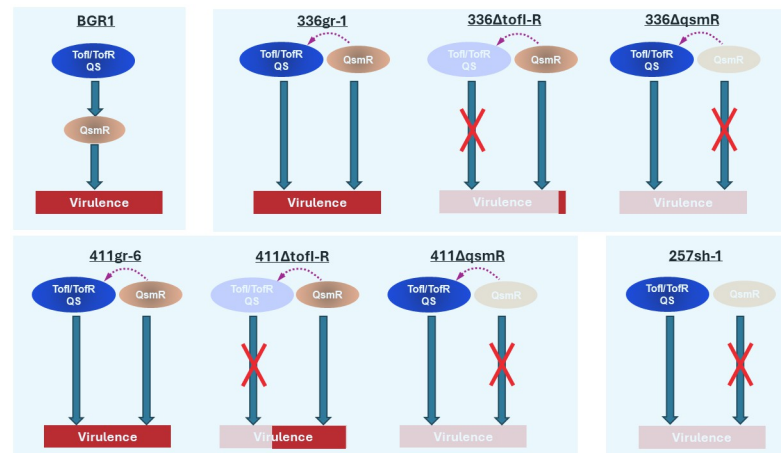 BGR1
TofI/TofR
QS
QsmR
Virulence
336gr-1
TofI/TofR
QS
QsmR
Virulence
336ΔtofI-R
TofI/TofR
QS
QsmR
Virulence
336ΔqsmR
TofI/TofR
QS
QsmR
Virulence
411gr-6
TofI/TofR
QS
QsmR
Virulence
411ΔtofI-R
TofI/TofR
QS
QsmR
Virulence
411ΔqsmR
TofI/TofR
QS
QsmR
Virulence
257sh-1
TofI/TofR
QS
QsmR
Virulence